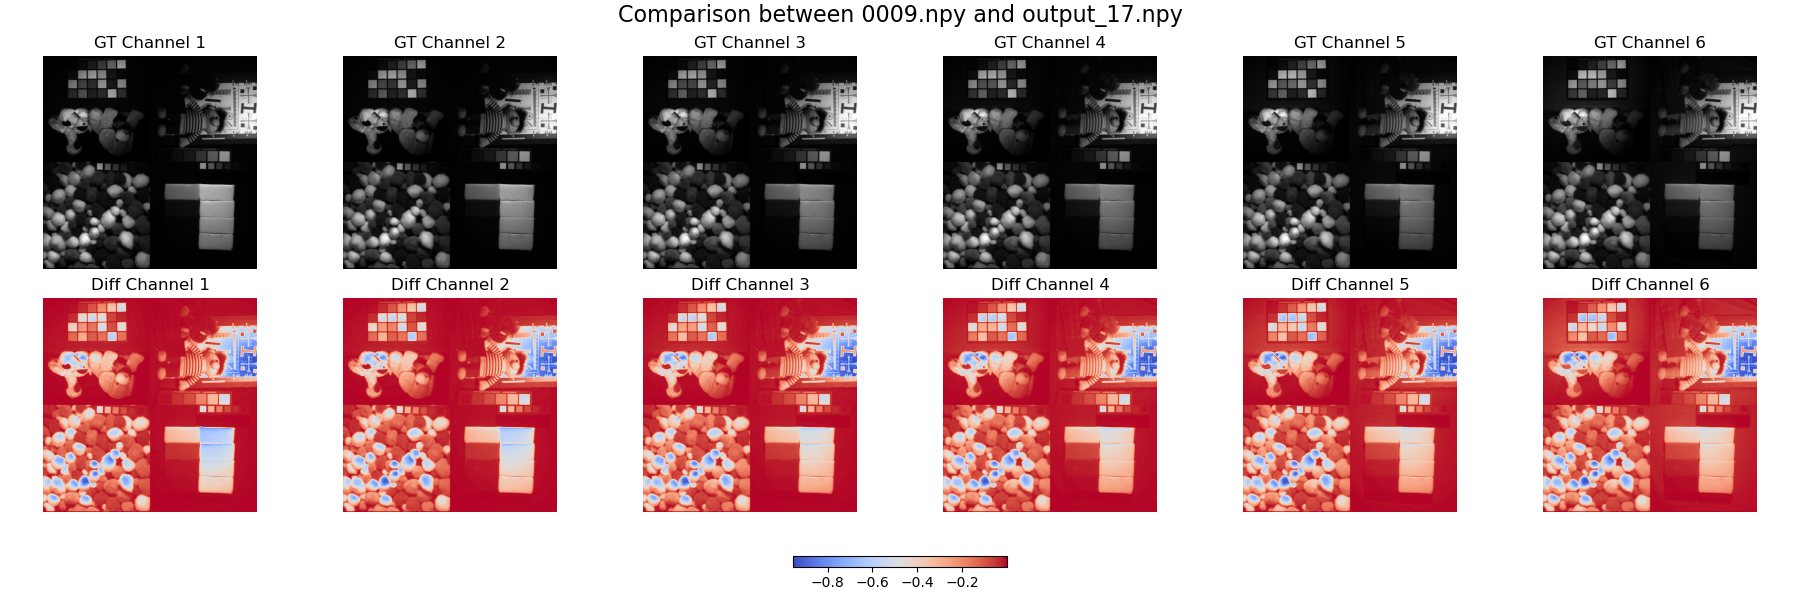 Comparison between 0009.npy and output_17.npy
GT Channel 1
GT Channel 2
GT Channel 3
GT Channel 4
GT Channel 5
GT Channel 6
Diff Channel 1
Diff Channel 2
Diff Channel 3
Diff Channel 4
Diff Channel 5
Diff Channel 6
−0.8
−0.6
−0.4
−0.2